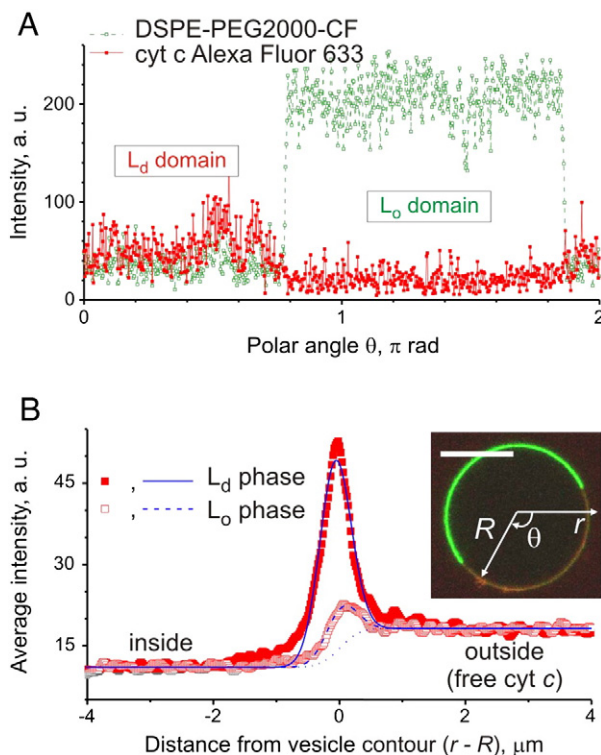 A
DSPE-PEG2000-CF
cyt c Alexa Fluor 633
Intensity, a. u.
200
100
0
Ld domain
Lo domain
0
1
2
Polar angle θ, π rad
B
Average intensity, a. u.
45
30
15
, Ld phase
, Lo phase
R
θ
r
inside
outside
(free cyt c)
-4
-2
0
2
4
Distance from vesicle contour (r - R), μm